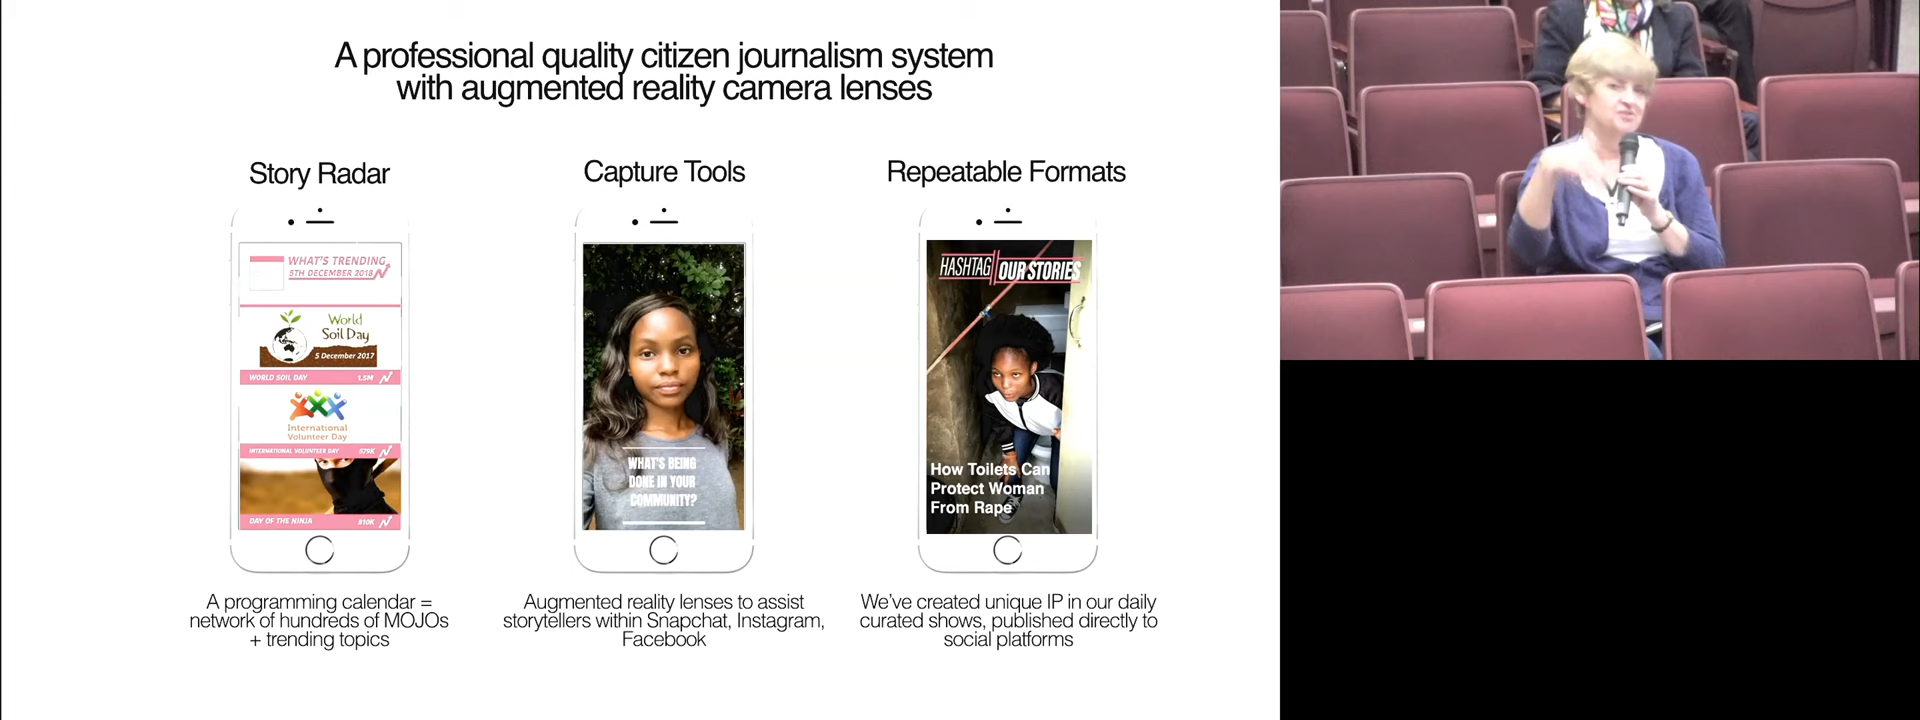 A professional quality citizen journalism system
with augmented reality camera lenses
Story Radar
WHAT'S TRENDING
5TH DECEMBER 2018
World
Soil Day
5 December 2017
WORLD SOIL DAY 1.5M
International
Volunteer Day
INTERNATIONAL VOLUNTEER DAY 579K
DAY OF THE NINJA 810K
A programming calendar =
network of hundreds of MOJOs
+ trending topics
Capture Tools
WHAT'S BEING
DONE IN YOUR
COMMUNITY?
Augmented reality lenses to assist
storytellers within Snapchat, Instagram,
Facebook
Repeatable Formats
HASHTAG OUR STORIES
How Toilets Can
Protect Woman
From Rape
We've created unique IP in our daily
curated shows, published directly to
social platforms